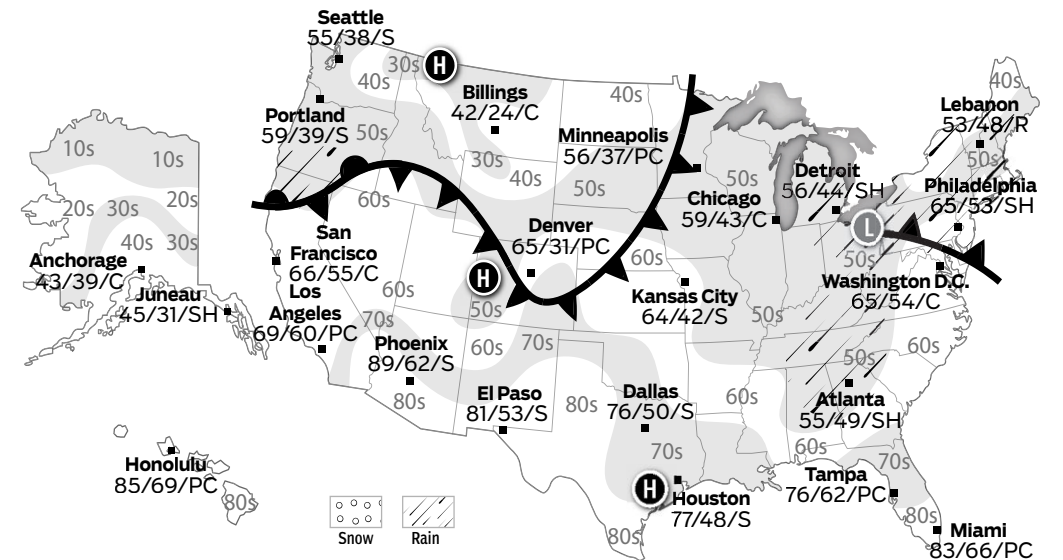 Seattle
55/38/S
30s
H
40s
Billings
42/24/C
40s
40s
Lebanon
53/48/R
Portland
59/39/S
50s
Minneapolis
56/37/PC
30s
40s
50s
50s
Detroit
56/44/SH
50s
Philadelphia
65/53/SH
10s
10s
20s
20s
30s
40s
30s
Anchorage
43/39/C
Juneau
45/31/SH
60s
Chicago
59/43/C
San
Francisco
66/55/C
Denver
65/31/PC
60s
L
50s
Washington D.C.
65/54/C
H
50s
Kansas City
64/42/S
50s
Los
Angeles
69/60/PC
60s
70s
Phoenix
89/62/S
80s
60s
70s
El Paso
81/53/S
80s
Dallas
76/50/S
60s
50s
60s
Atlanta
55/49/SH
60s
70s
70s
H
Houston
77/48/S
Tampa
76/62/PC
80s
80s
Miami
83/66/PC
Honolulu
85/69/PC
80s
Snow
Rain